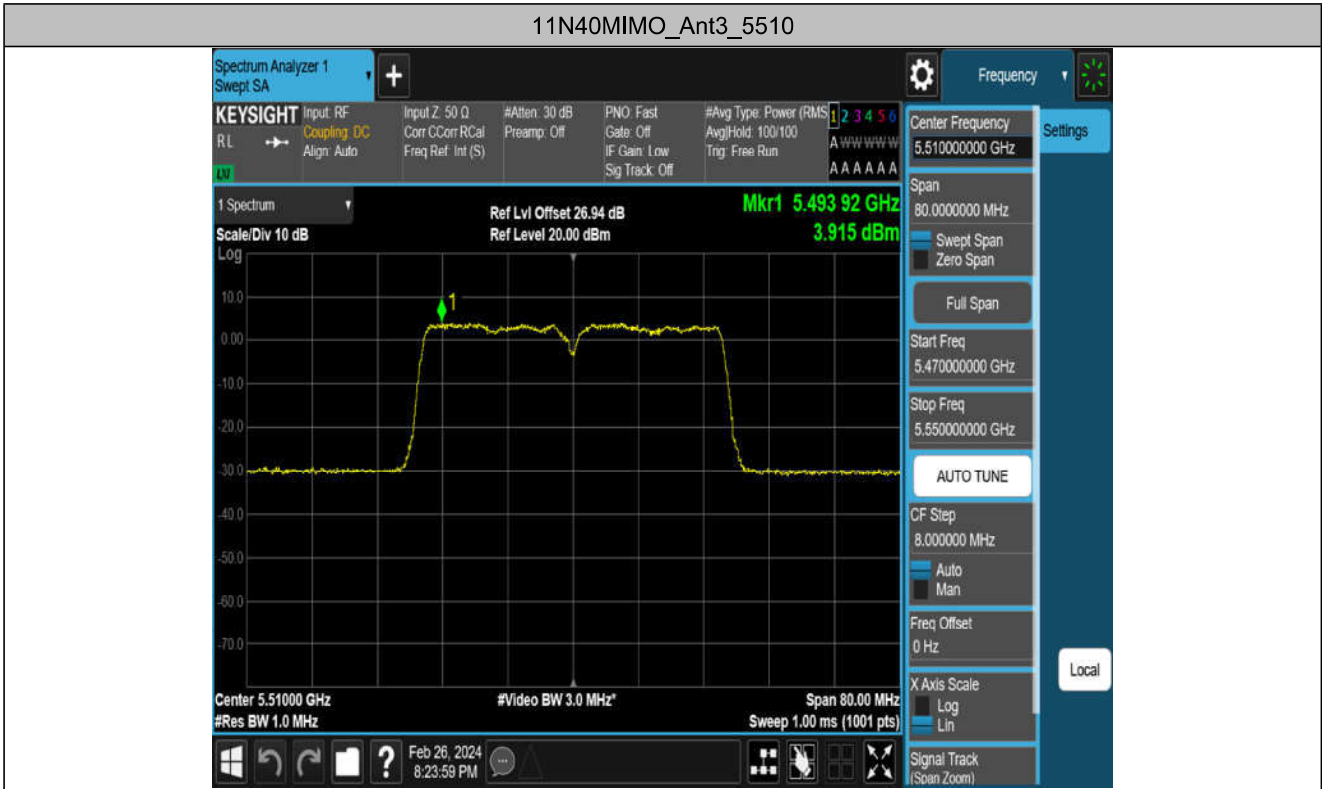 11N40MIMO_Ant3_5510
Spectrum Analyzer 1
Swept SA
+
Frequency
KEYSIGHT
RL
LXI
Input: RF
Coupling: DC
Align: Auto
Input Z: 50 Ω
Corr CCorr RCal
Freq Ref: Int (S)
#Atten: 30 dB
Preamp: Off
PNO: Fast
Gate: Off
IF Gain: Low
Sig Track: Off
#Avg Type: Power (RMS
Avg|Hold: 100/100
Trig: Free Run
1 2 3 4 5 6
A W W W W W
A A A A A A
1 Spectrum
Scale/Div 10 dB
Log
Ref Lvl Offset 26.94 dB
Ref Level 20.00 dBm
Mkr1 5.493 92 GHz
3.915 dBm
1
10.0
0.00
-10.0
-20.0
-30.0
-40.0
-50.0
-60.0
-70.0
Center 5.51000 GHz
#Res BW 1.0 MHz
#Video BW 3.0 MHz*
Span 80.00 MHz
Sweep 1.00 ms (1001 pts)
Feb 26, 2024
8:23:59 PM
Center Frequency
5.510000000 GHz
Settings
Span
80.0000000 MHz
Swept Span
Zero Span
Full Span
Start Freq
5.470000000 GHz
Stop Freq
5.550000000 GHz
AUTO TUNE
CF Step
8.000000 MHz
Auto
Man
Freq Offset
0 Hz
Local
X Axis Scale
Log
Lin
Signal Track
(Span Zoom)